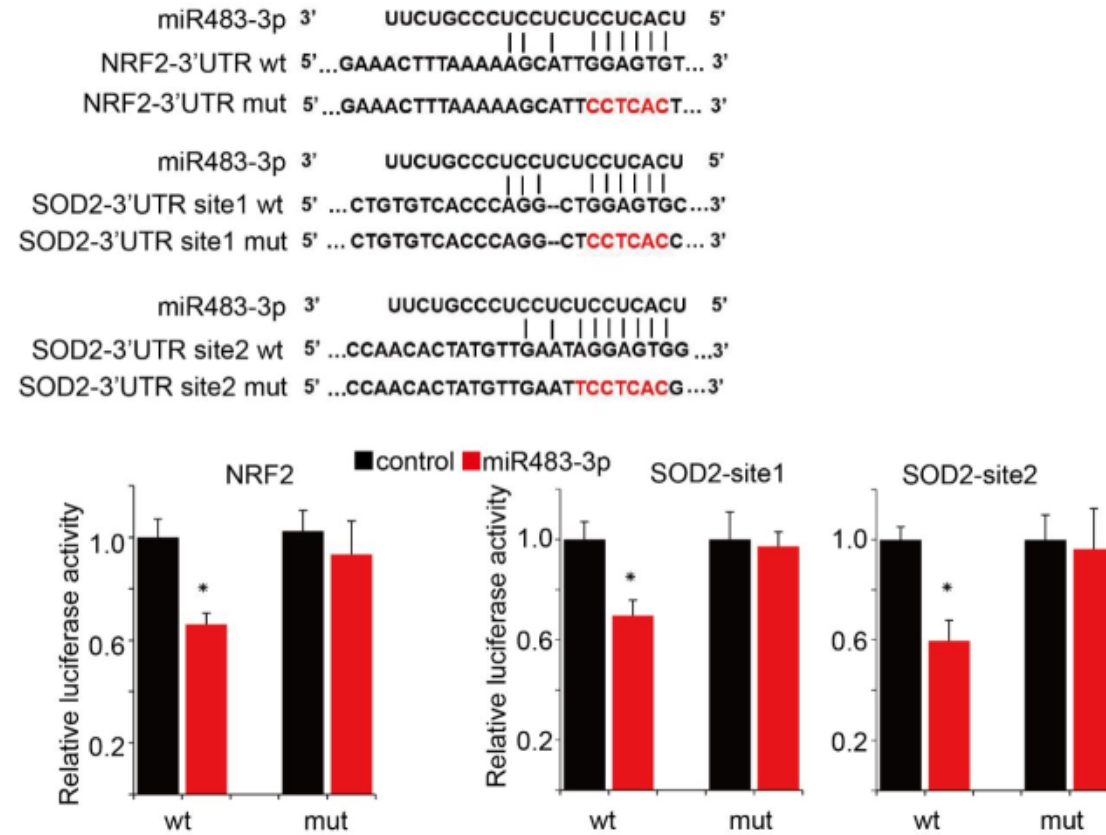 miR483-3p 3' UUCUGCCCUCCUCUCCUCACU 5'
NRF2-3'UTR wt 5' ...GAAACTTTAAAAAGCATTGGAGTGT... 3'
NRF2-3'UTR mut 5' ...GAAACTTTAAAAAGCATTCCTCACT... 3'
miR483-3p 3' UUCUGCCCUCCUCUCCUCACU 5'
SOD2-3'UTR site1 wt 5' ...CTGTGTCACCCAGG--CTGGAGTGC...3'
SOD2-3'UTR site1 mut 5' ...CTGTGTCACCCAGG--CTCCTCACC... 3'
miR483-3p 3' UUCUGCCCUCCUCUCCUCACU 5'
SOD2-3'UTR site2 wt 5' ...CCAACACTATGTTGAATAGGAGTGG...3'
SOD2-3'UTR site2 mut 5' ...CCAACACTATGTTGAATTCCTCACG...3'
control miR483-3p
NRF2 SOD2-site1 SOD2-site2
Relative luciferase activity
1.0
0.6
0.2
*
wt mut
Relative luciferase activity
1.0
0.6
0.2
*
wt mut
1.0
0.6
0.2
*
wt mut